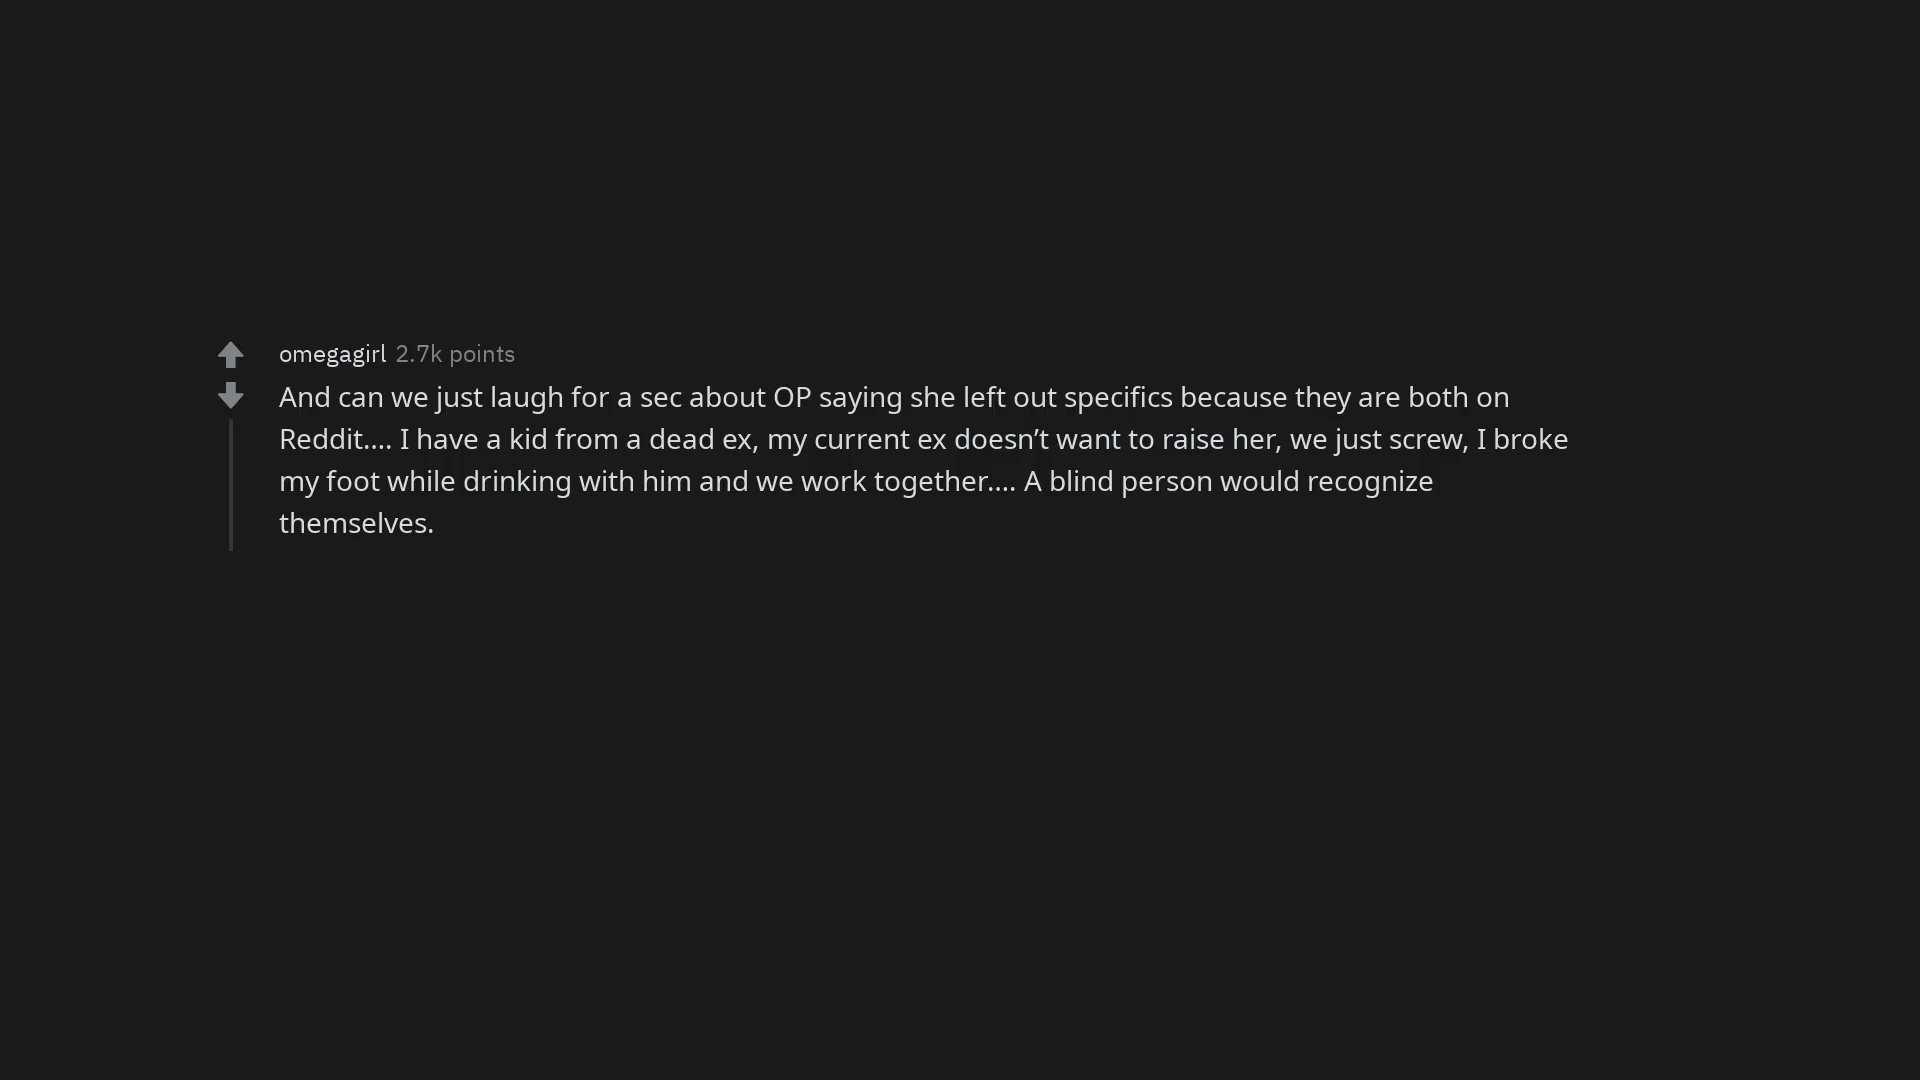 omegagirl 2.7k points
And can we just laugh for a sec about OP saying she left out specifics because they are both on
Reddit.... I have a kid from a dead ex, my current ex doesn’t want to raise her, we just screw, I broke
my foot while drinking with him and we work together.... A blind person would recognize
themselves.